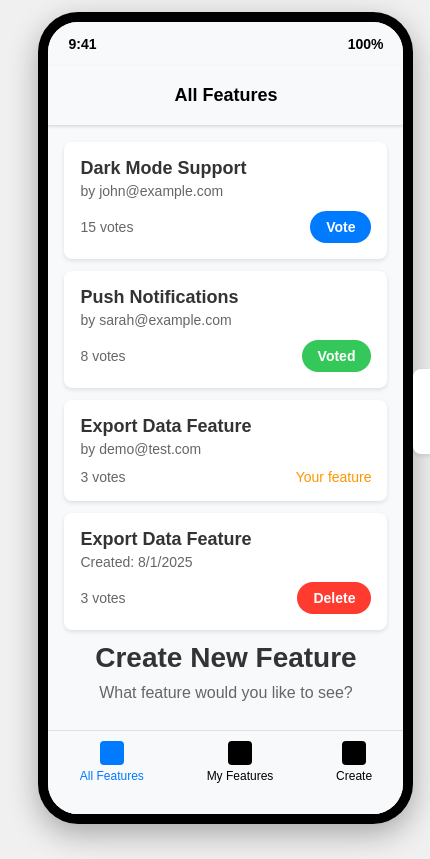 9:41 100%
All Features
Dark Mode Support
by john@example.com
15 votes Vote
Push Notifications
by sarah@example.com
8 votes Voted
Export Data Feature
by demo@test.com
3 votes Your feature
Export Data Feature
Created: 8/1/2025
3 votes Delete
Create New Feature
What feature would you like to see?
All Features My Features Create